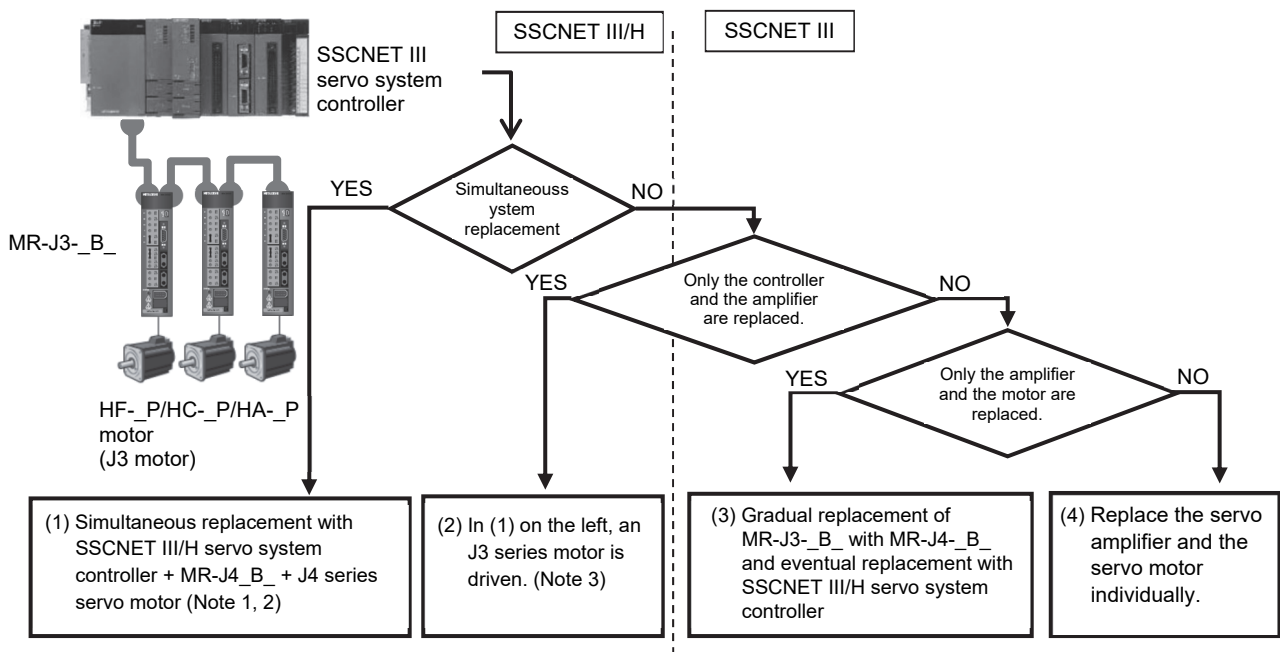 SSCNET III/H
SSCNET III
SSCNET III
servo system
controller
MR-J3-_B_
HF-_P/HC-_P/HA-_P
motor
(J3 motor)
Simultaneouss
ystem
replacement
YES
NO
Only the controller
and the amplifier
are replaced.
YES
NO
Only the amplifier
and the motor are
replaced.
YES
NO
(1) Simultaneous replacement with
SSCNET III/H servo system
controller + MR-J4_B_ + J4 series
servo motor (Note 1, 2)
(2) In (1) on the left, an
J3 series motor is
driven. (Note 3)
(3) Gradual replacement of
MR-J3-_B_ with MR-J4-_B_
and eventual replacement with
SSCNET III/H servo system
controller
(4) Replace the servo
amplifier and the
servo motor
individually.